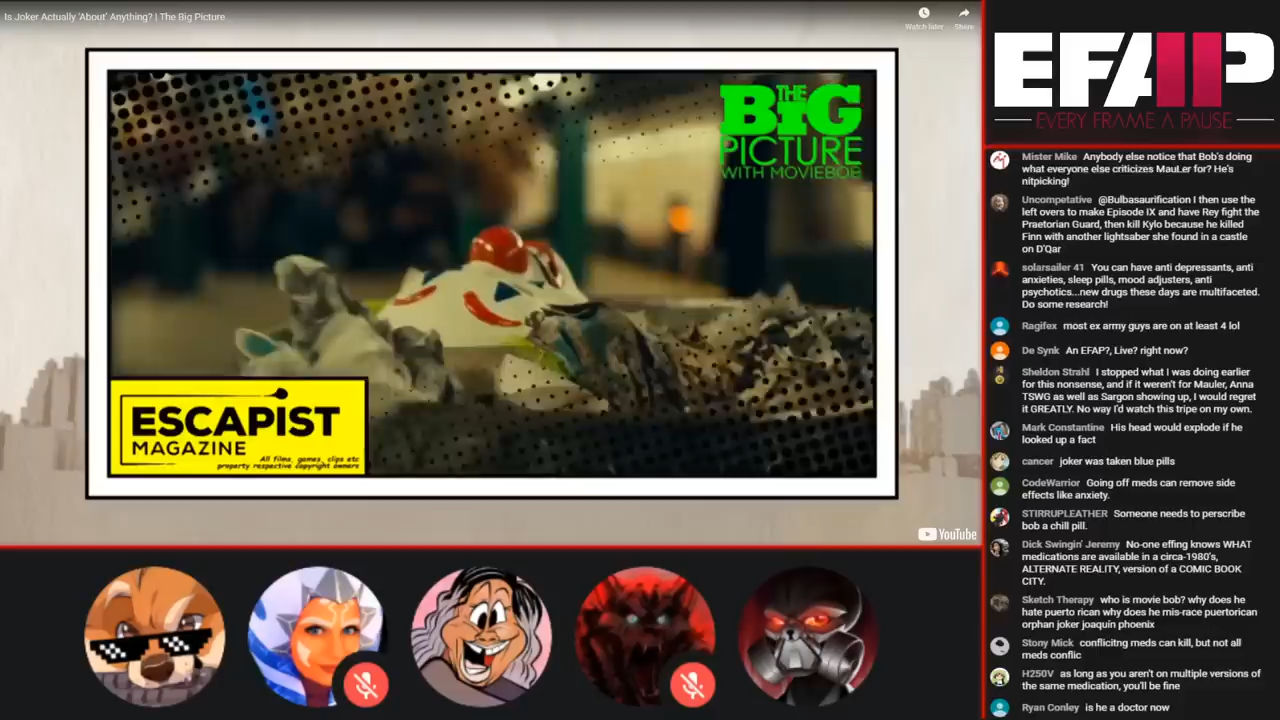 Is Joker Actually 'About' Anything? | The Big Picture
Watch later
Share
THE
BIG
PICTURE
WITH MOVIEBOB
ESCAPIST
MAGAZINE
All films, games, clips etc
property respective copyright owners
YouTube
EFAP
EVERY FRAME A PAUSE
Mister Mike Anybody else notice that Bob's doing
what everyone else criticizes MauLer for? He's
nitpicking!
Uncompetative @Bulbasaurification I then use the
left overs to make Episode IX and have Rey fight the
Praetorian Guard, then kill Kylo because he killed
Finn with another lightsaber she found in a castle
on D'Qar
solarsailer 41 You can have anti depressants, anti
anxieties, sleep pills, mood adjusters, anti
psychotics...new drugs these days are multifaceted.
Do some research!
Ragifex most ex army guys are on at least 4 lol
De Synk An EFAP?, Live? right now?
Sheldon Strahl I stopped what I was doing earlier
for this nonsense, and if it weren't for Mauler, Anna
TSWG as well as Sargon showing up, I would regret
it GREATLY. No way I'd watch this tripe on my own.
Mark Constantine His head would explode if he
looked up a fact
cancer joker was taken blue pills
CodeWarrior Going off meds can remove side
effects like anxiety.
STIRRUPLEATHER Someone needs to perscribe
bob a chill pill.
Dick Swingin' Jeremy No-one effing knows WHAT
medications are available in a circa-1980's,
ALTERNATE REALITY, version of a COMIC BOOK
CITY.
Sketch Therapy who is movie bob? why does he
hate puerto rican why does he mis-race puertorican
orphan joker joaquín phoenix
Stony Mick conflicitng meds can kill, but not all
meds conflic
H250V as long as you aren't on multiple versions of
the same medication, you'll be fine
Ryan Conley is he a doctor now